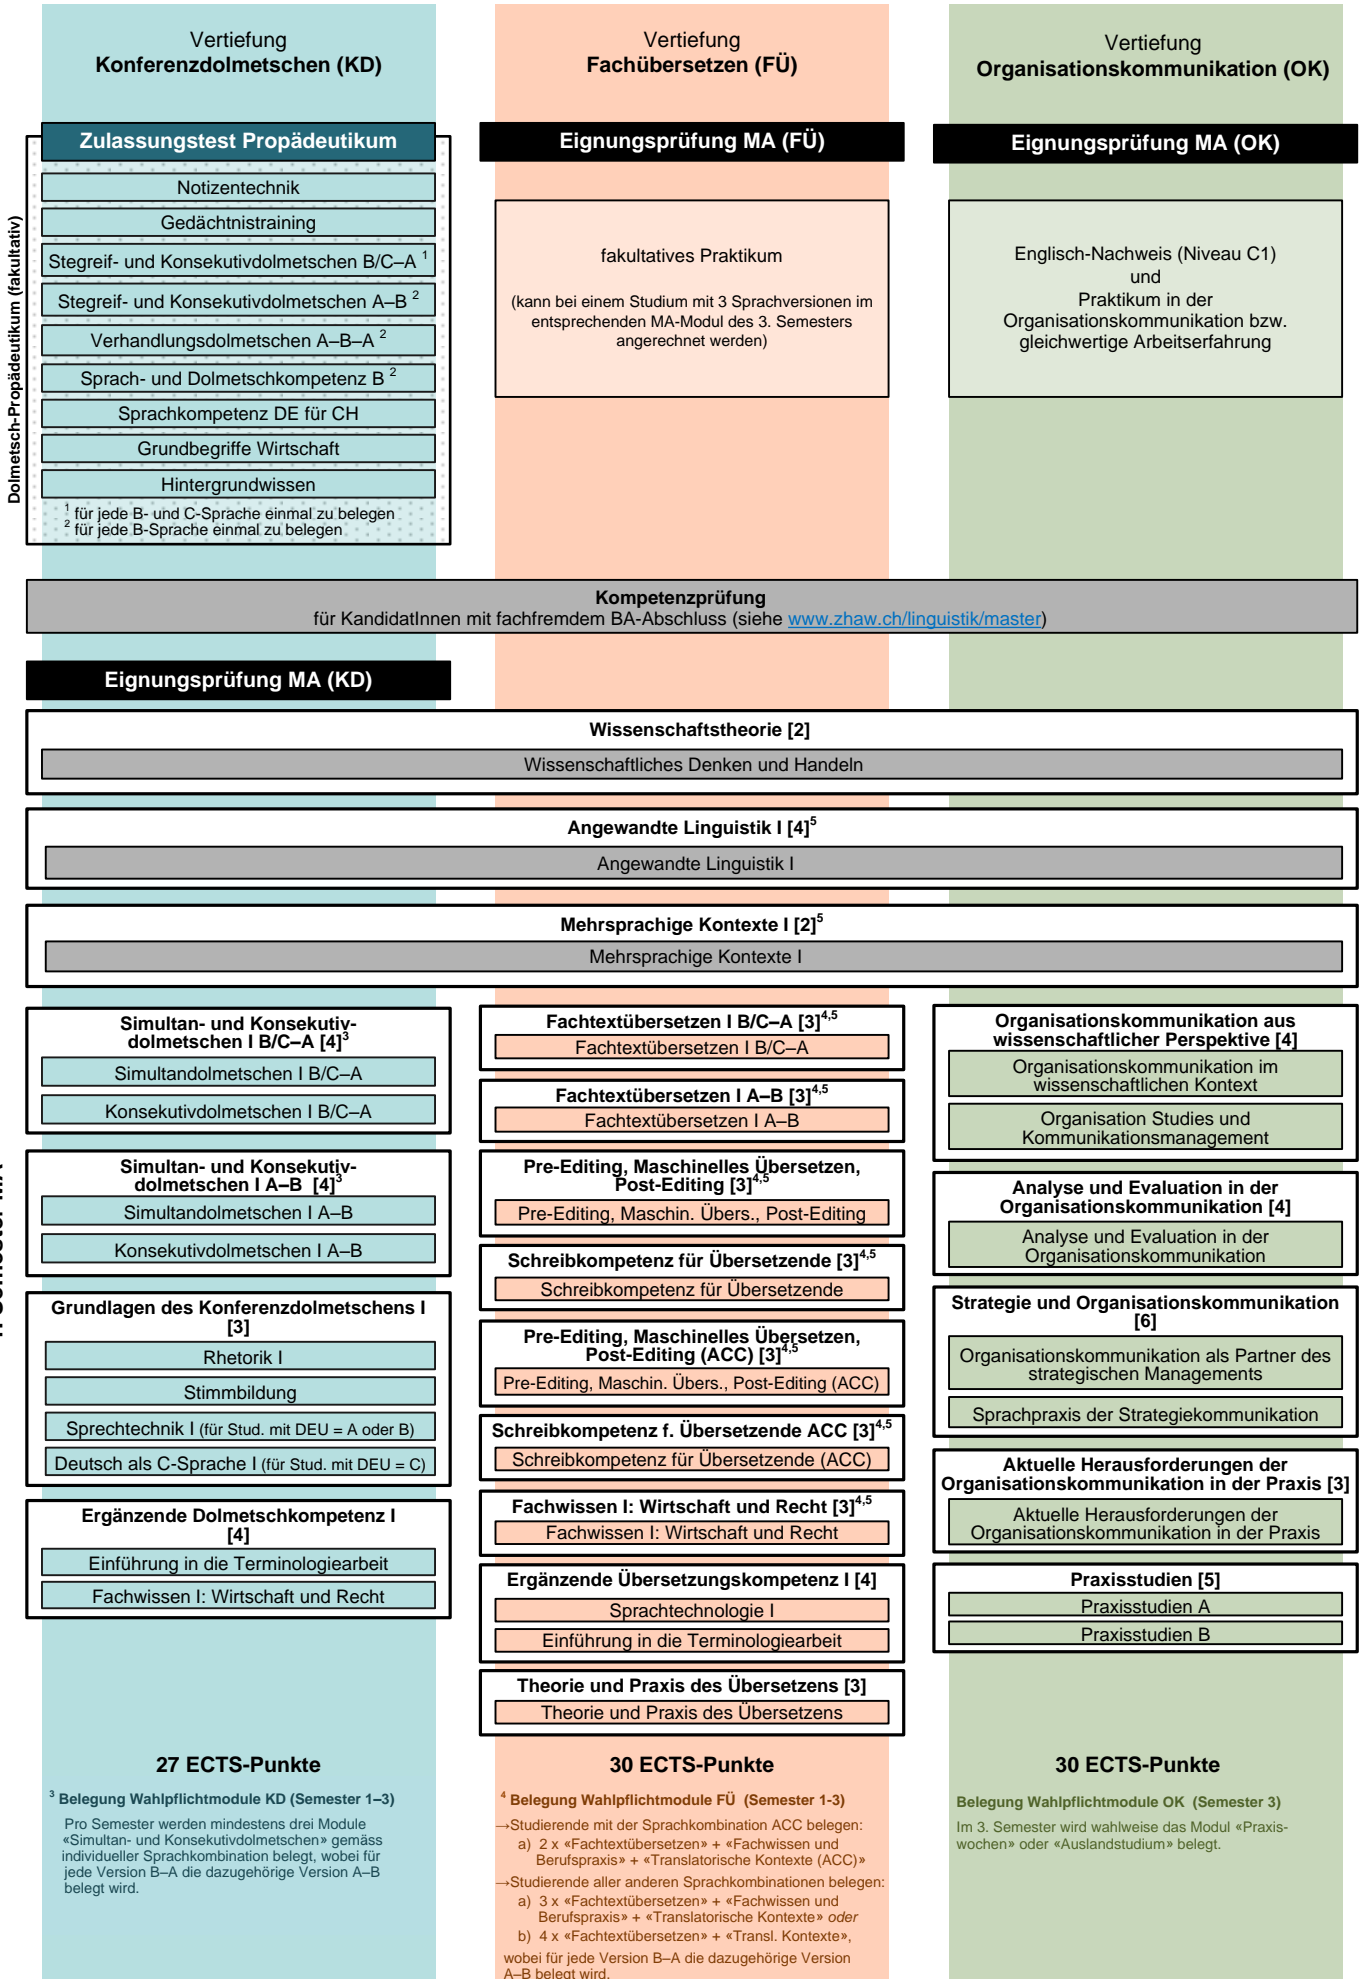 Vertiefung
Konferenzdolmetschen (KD)
Vertiefung
Fachübersetzen (FÜ)
Vertiefung
Organisationskommunikation (OK)
Zulassungstest Propädeutikum
Eignungsprüfung MA (FÜ)
Eignungsprüfung MA (OK)
Dolmetsch-Propädeutikum (fakultativ)
Notizentechnik
Gedächtnistraining
Stegreif- und Konsekutivdolmetschen B/C–A 1
Stegreif- und Konsekutivdolmetschen A–B 2
Verhandlungsdolmetschen A–B–A 2
Sprach- und Dolmetschkompetenz B 2
Sprachkompetenz DE für CH
Grundbegriffe Wirtschaft
Hintergrundwissen
1 für jede B- und C-Sprache einmal zu belegen
2 für jede B-Sprache einmal zu belegen
fakultatives Praktikum
(kann bei einem Studium mit 3 Sprachversionen im
entsprechenden MA-Modul des 3. Semesters
angerechnet werden)
Englisch-Nachweis (Niveau C1)
und
Praktikum in der
Organisationskommunikation bzw.
gleichwertige Arbeitserfahrung
Kompetenzprüfung
für KandidatInnen mit fachfremdem BA-Abschluss (siehe www.zhaw.ch/linguistik/master)
Eignungsprüfung MA (KD)
Wissenschaftstheorie [2]
Wissenschaftliches Denken und Handeln
Angewandte Linguistik I [4]5
Angewandte Linguistik I
Mehrsprachige Kontexte I [2]5
Mehrsprachige Kontexte I
Simultan- und Konsekutiv-
dolmetschen I B/C–A [4]3
Simultandolmetschen I B/C–A
Konsekutivdolmetschen I B/C–A
Simultan- und Konsekutiv-
dolmetschen I A–B [4]3
Simultandolmetschen I A–B
Konsekutivdolmetschen I A–B
Grundlagen des Konferenzdolmetschens I
[3]
Rhetorik I
Stimmbildung
Sprechtechnik I (für Stud. mit DEU = A oder B)
Deutsch als C-Sprache I (für Stud. mit DEU = C)
Ergänzende Dolmetschkompetenz I
[4]
Einführung in die Terminologiearbeit
Fachwissen I: Wirtschaft und Recht
Fachtextübersetzen I B/C–A [3]4,5
Fachtextübersetzen I B/C–A
Fachtextübersetzen I A–B [3]4,5
Fachtextübersetzen I A–B
Pre-Editing, Maschinelles Übersetzen,
Post-Editing [3]4,5
Pre-Editing, Maschin. Übers., Post-Editing
Schreibkompetenz für Übersetzende [3]4,5
Schreibkompetenz für Übersetzende
Pre-Editing, Maschinelles Übersetzen,
Post-Editing (ACC) [3]4,5
Pre-Editing, Maschin. Übers., Post-Editing (ACC)
Schreibkompetenz f. Übersetzende ACC [3]4,5
Schreibkompetenz für Übersetzende (ACC)
Fachwissen I: Wirtschaft und Recht [3]4,5
Fachwissen I: Wirtschaft und Recht
Ergänzende Übersetzungskompetenz I [4]
Sprachtechnologie I
Einführung in die Terminologiearbeit
Theorie und Praxis des Übersetzens [3]
Theorie und Praxis des Übersetzens
Organisationskommunikation aus
wissenschaftlicher Perspektive [4]
Organisationskommunikation im
wissenschaftlichen Kontext
Organisation Studies und
Kommunikationsmanagement
Analyse und Evaluation in der
Organisationskommunikation [4]
Analyse und Evaluation in der
Organisationskommunikation
Strategie und Organisationskommunikation
[6]
Organisationskommunikation als Partner des
strategischen Managements
Sprachpraxis der Strategiekommunikation
Aktuelle Herausforderungen der
Organisationskommunikation in der Praxis [3]
Aktuelle Herausforderungen der
Organisationskommunikation in der Praxis
Praxisstudien [5]
Praxisstudien A
Praxisstudien B
27 ECTS-Punkte
3 Belegung Wahlpflichtmodule KD (Semester 1–3)
Pro Semester werden mindestens drei Module
«Simultan- und Konsekutivdolmetschen» gemäss
individueller Sprachkombination belegt, wobei für
jede Version B–A die dazugehörige Version A–B
belegt wird.
30 ECTS-Punkte
4 Belegung Wahlpflichtmodule FÜ (Semester 1-3)
→Studierende mit der Sprachkombination ACC belegen:
a) 2 x «Fachtextübersetzen» + «Fachwissen und
Berufspraxis» + «Translatorische Kontexte (ACC)»
→Studierende aller anderen Sprachkombinationen belegen:
a) 3 x «Fachtextübersetzen» + «Fachwissen und
Berufspraxis» + «Translatorische Kontexte» oder
b) 4 x «Fachtextübersetzen» + «Transl. Kontexte»,
wobei für jede Version B–A die dazugehörige Version
A–B belegt wird.
30 ECTS-Punkte
Belegung Wahlpflichtmodule OK (Semester 3)
Im 3. Semester wird wahlweise das Modul «Praxis-
wochen» oder «Auslandstudium» belegt.